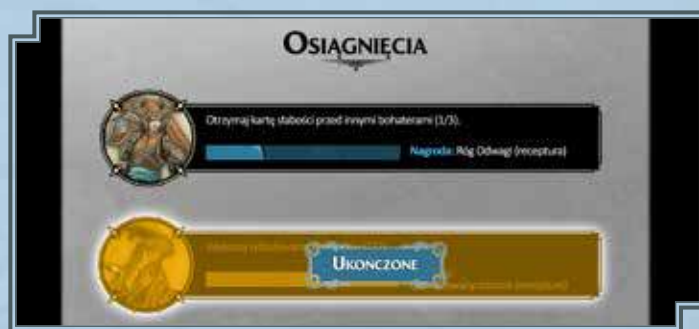 OSIĄGNIĘCIA
Otrzymaj kartę słabości przed innymi bohaterami (1/3).
Nagroda: Róg Odwagi (receptura)
UKOŃCZONE